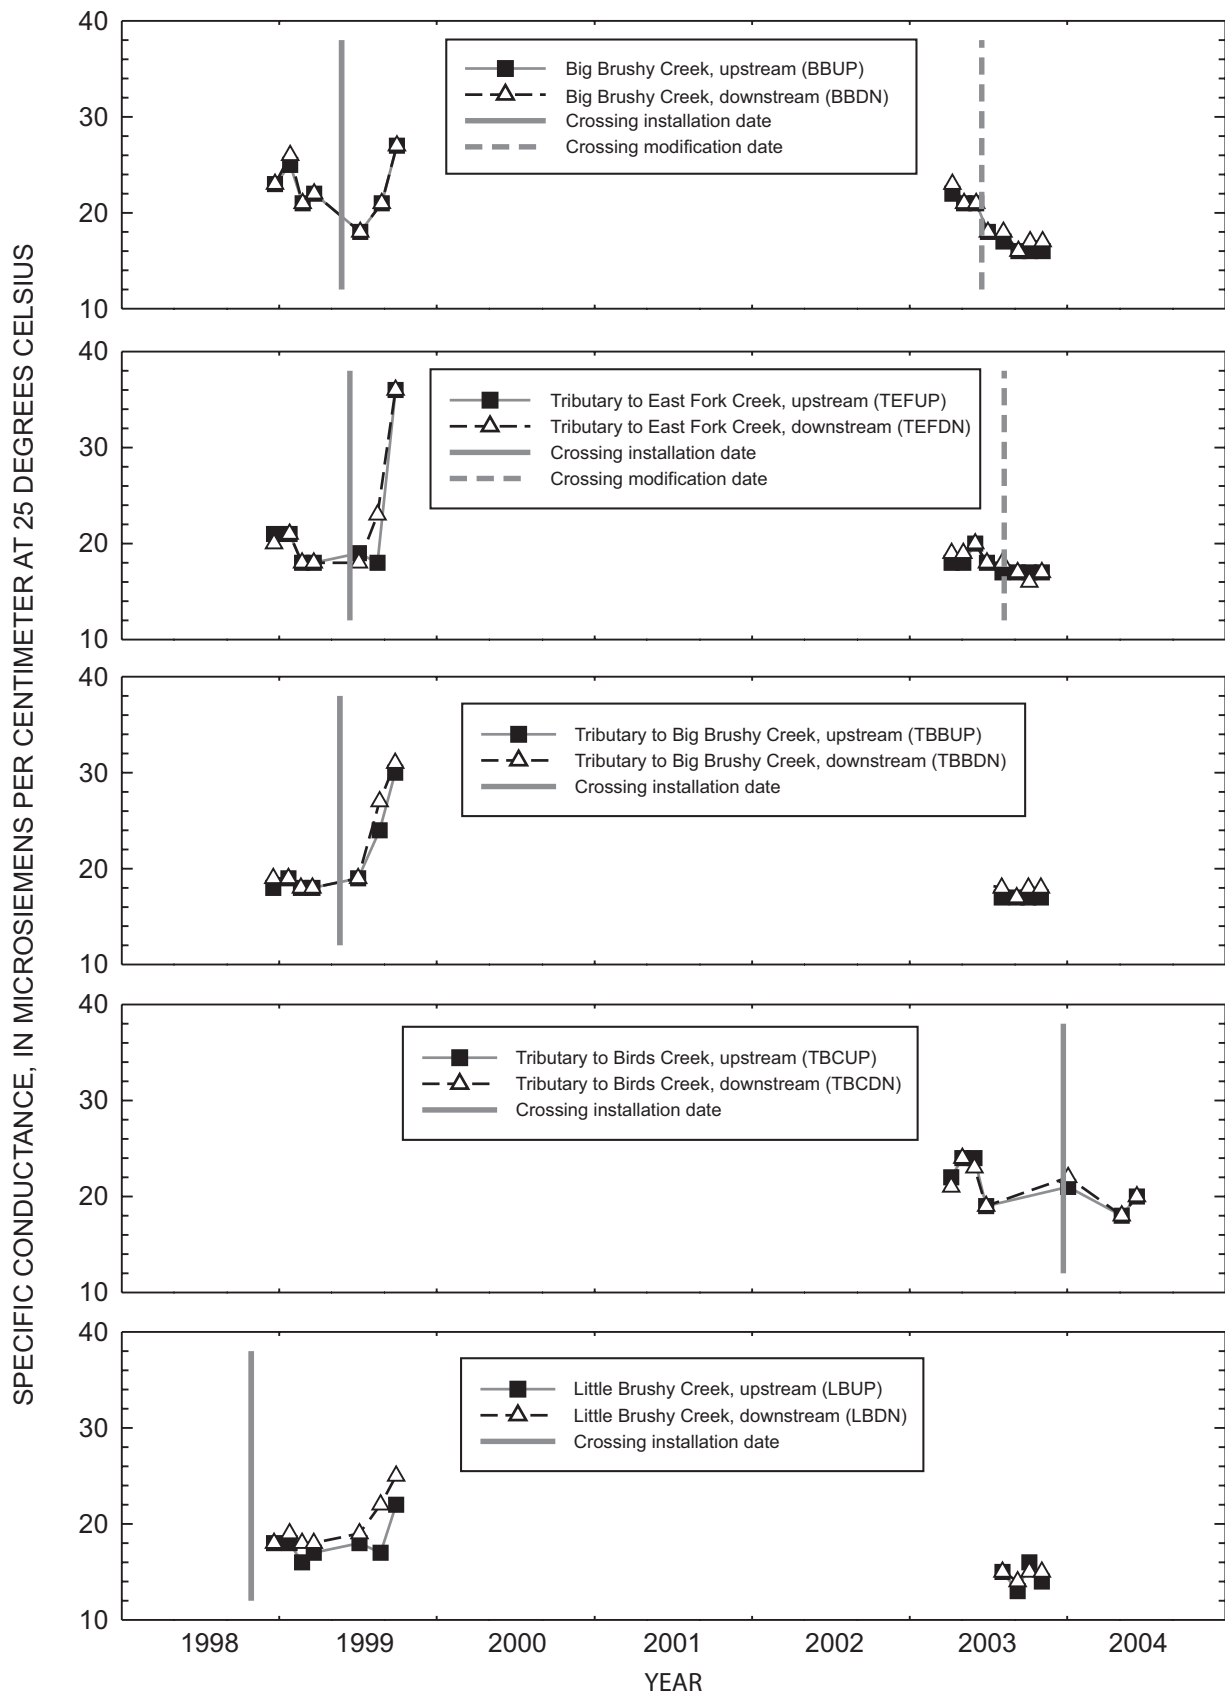 SPECIFIC CONDUCTANCE, IN MICROSIEMENS PER CENTIMETER AT 25 DEGREES CELSIUS
40
30
20
10
Big Brushy Creek, upstream (BBUP)
Big Brushy Creek, downstream (BBDN)
Crossing installation date
Crossing modification date
40
30
20
10
Tributary to East Fork Creek, upstream (TEFUP)
Tributary to East Fork Creek, downstream (TEFDN)
Crossing installation date
Crossing modification date
40
30
20
10
Tributary to Big Brushy Creek, upstream (TBBUP)
Tributary to Big Brushy Creek, downstream (TBBDN)
Crossing installation date
40
30
20
10
Tributary to Birds Creek, upstream (TBCUP)
Tributary to Birds Creek, downstream (TBCDN)
Crossing installation date
40
30
20
10
Little Brushy Creek, upstream (LBUP)
Little Brushy Creek, downstream (LBDN)
Crossing installation date
1998 1999 2000 2001 2002 2003 2004
YEAR